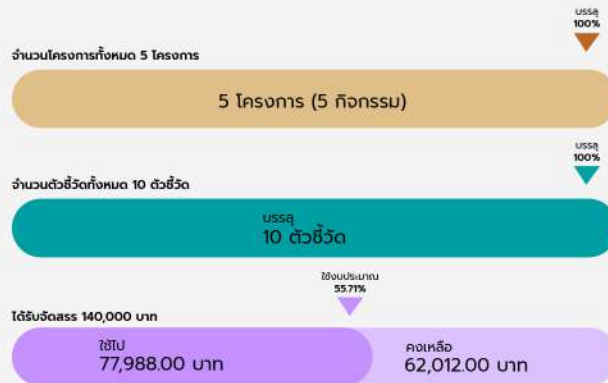 บรรลุ
100%
จำนวนโครงการทั้งหมด 5 โครงการ
5 โครงการ (5 กิจกรรม)
บรรลุ
100%
จำนวนตัวชี้วัดทั้งหมด 10 ตัวชี้วัด
บรรลุ
10 ตัวชี้วัด
ใช้งบประมาณ
55.71%
ได้รับจัดสรร 140,000 บาท
ใช้ไป
77,988.00 บาท
คงเหลือ
62,012.00 บาท